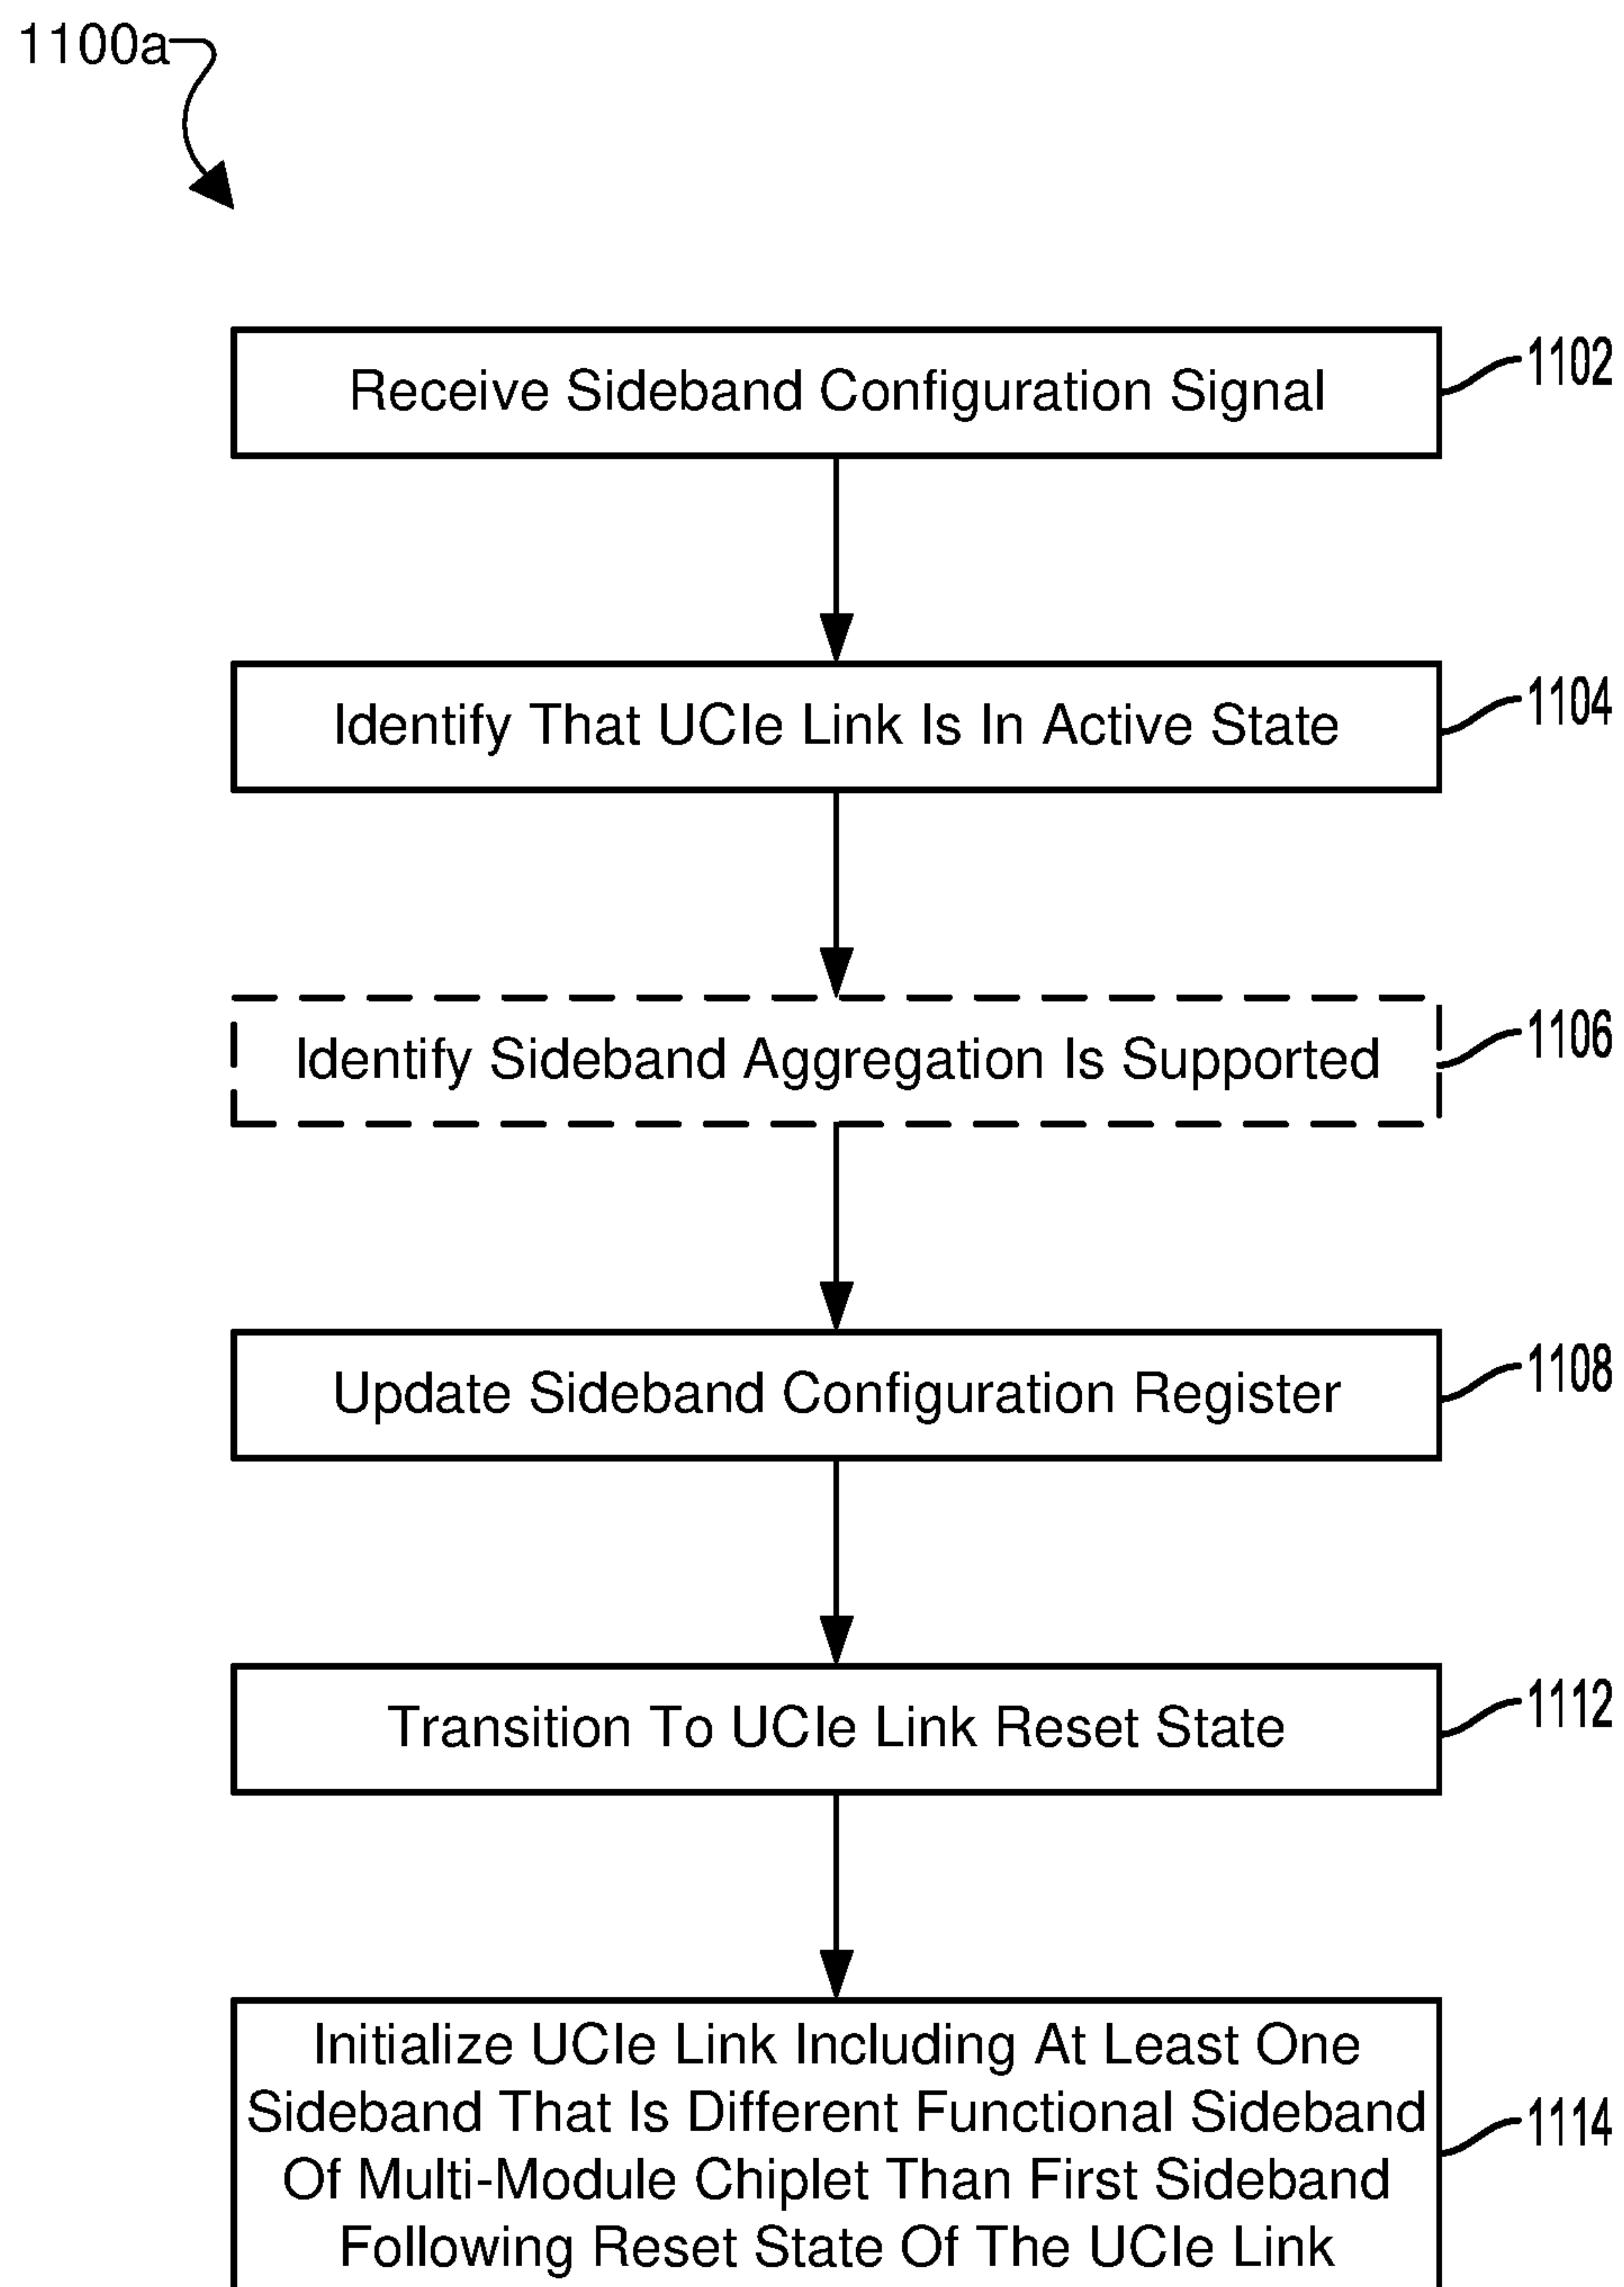 1100a
Receive Sideband Configuration Signal
1102
Identify That UCIe Link Is In Active State
1104
Identify Sideband Aggregation Is Supported
1106
Update Sideband Configuration Register
1108
Transition To UCIe Link Reset State
1112
Initialize UCIe Link Including At Least One
Sideband That Is Different Functional Sideband
Of Multi-Module Chiplet Than First Sideband
Following Reset State Of The UCIe Link
1114